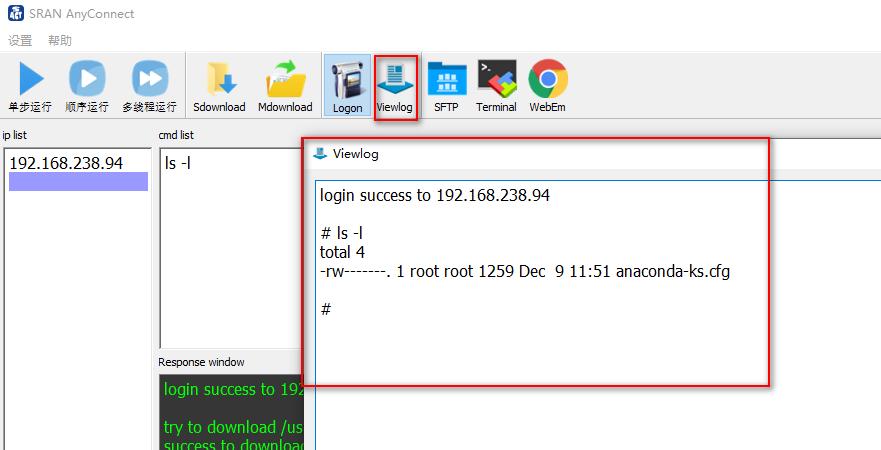 SRAN AnyConnect
设置 帮助
单步运行 顺序运行 多线程运行 Sdownload Mdownload Logon Viewlog SFTP Terminal WebEm
ip list
192.168.238.94
cmd list
ls -l
Viewlog
login success to 192.168.238.94
# ls -l
total 4
-rw-------. 1 root root 1259 Dec  9 11:51 anaconda-ks.cfg
#
Response window
login success to 192
try to download /us
success to download